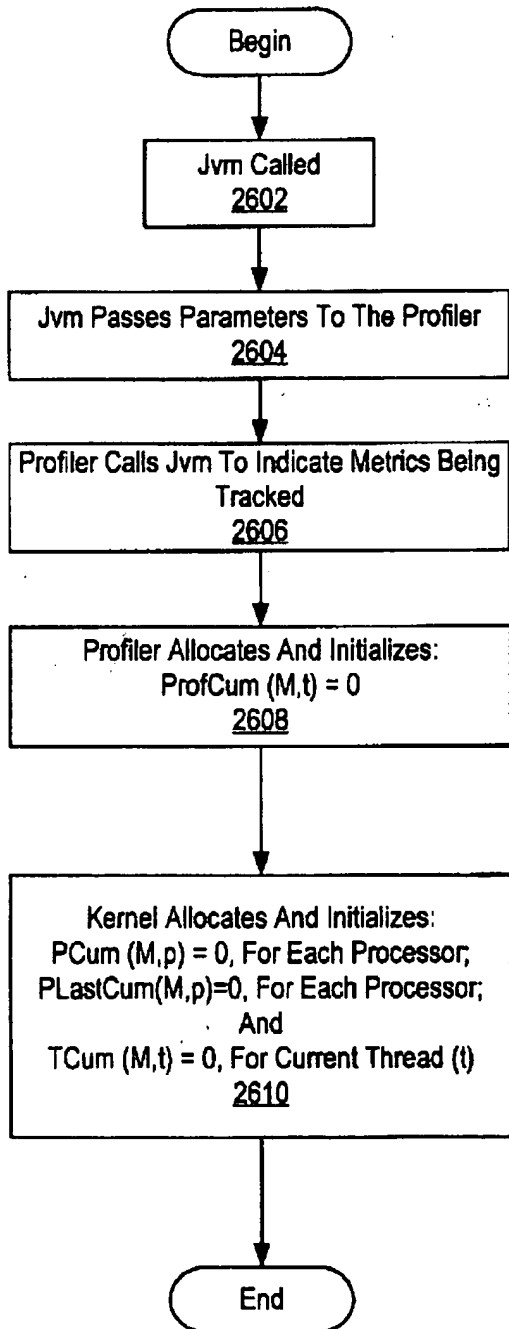 Begin
Jvm Called
2602
Jvm Passes Parameters To The Profiler
2604
Profiler Calls Jvm To Indicate Metrics Being
Tracked
2606
Profiler Allocates And Initializes:
ProfCum (M,t) = 0
2608
Kernel Allocates And Initializes:
PCum (M,p) = 0, For Each Processor;
PLastCum(M,p)=0, For Each Processor;
And
TCum (M,t) = 0, For Current Thread (t)
2610
End